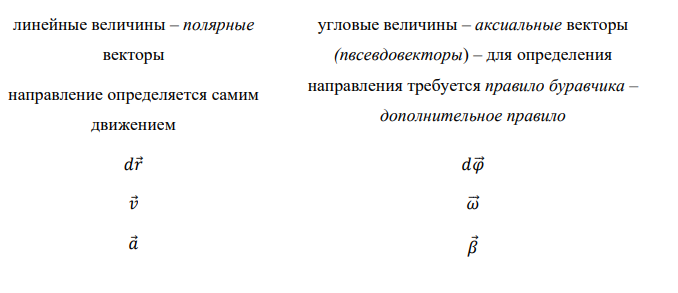 линейные величины – полярные
векторы
направление определяется самим
движением
d𝑟⃗
𝑣⃗
𝑎⃗
угловые величины – аксиальные векторы
(пвсевдовекторы) – для определения
направления требуется правило буравчика –
дополнительное правило
d𝜑⃗
𝜔⃗
𝛽⃗